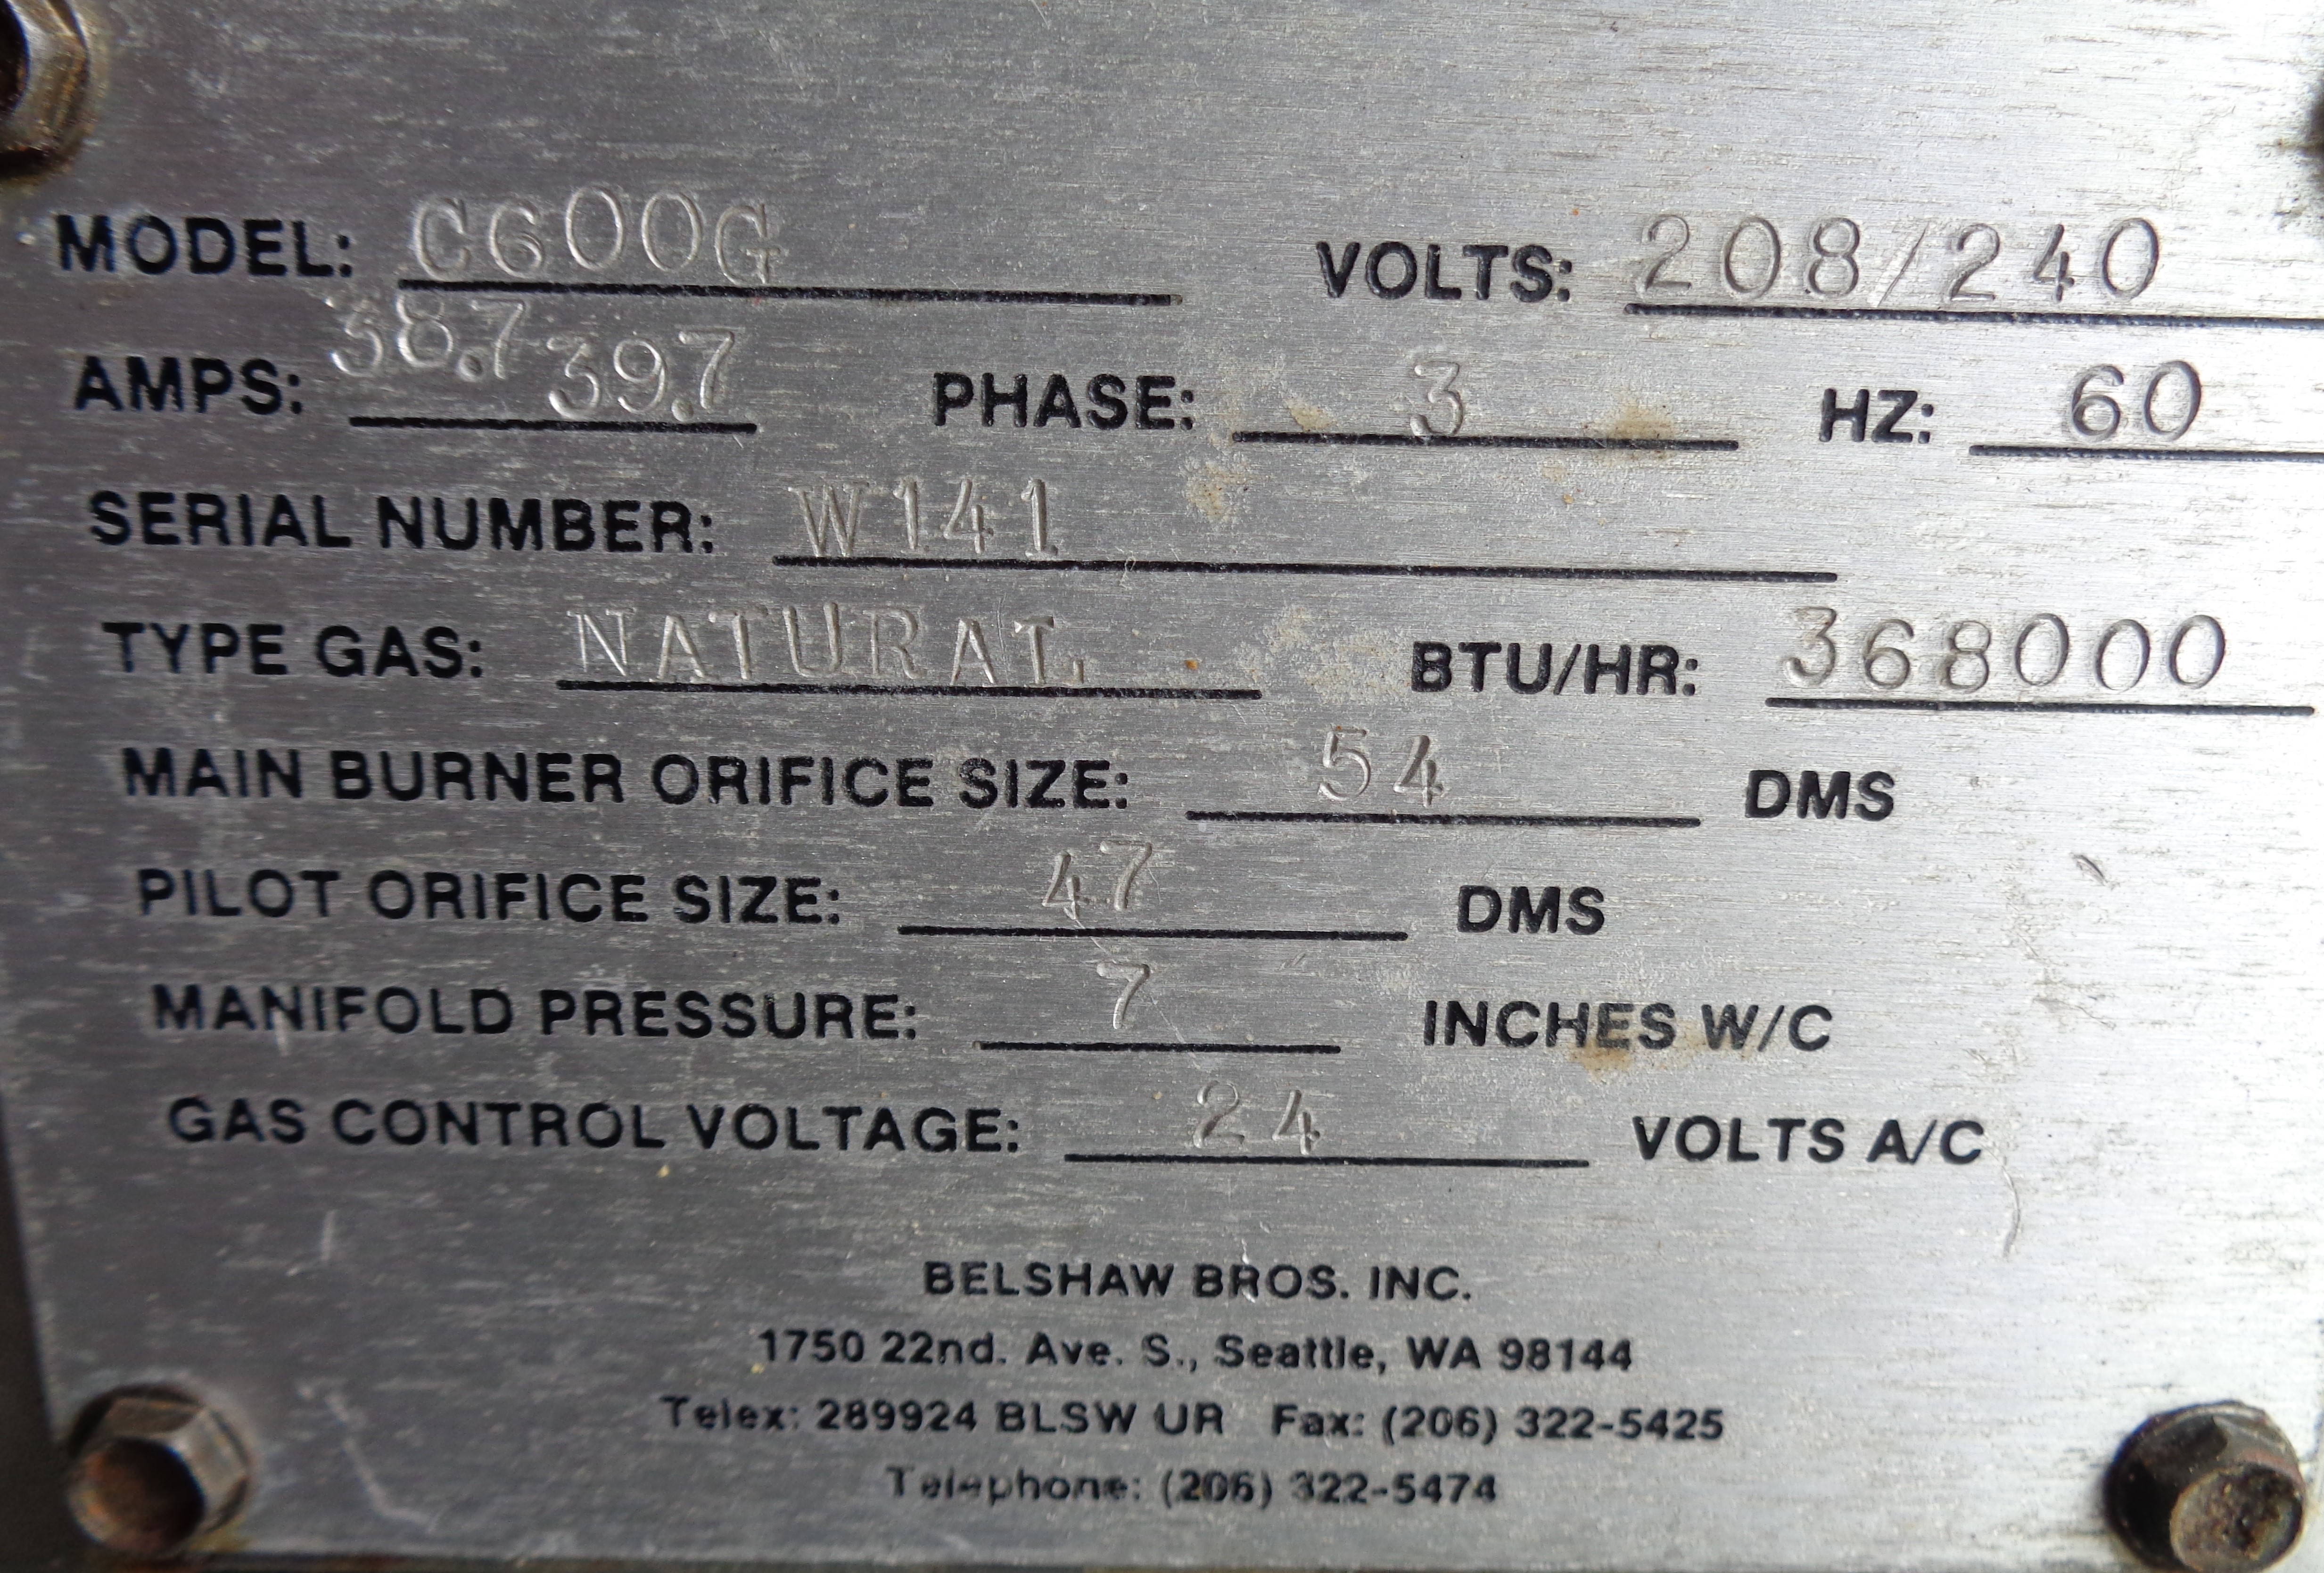 MODEL: C600G VOLTS: 208/240
AMPS: 38.7 39.7 PHASE: 3 HZ: 60
SERIAL NUMBER: W141
TYPE GAS: NATURAL BTU/HR: 368000
MAIN BURNER ORIFICE SIZE: 54 DMS
PILOT ORIFICE SIZE: 47 DMS
MANIFOLD PRESSURE: 7 INCHES W/C
GAS CONTROL VOLTAGE: 24 VOLTS A/C
BELSHAW BROS. INC.
1750 22nd. Ave. S., Seattle, WA 98144
Telex: 289924 BLSW UR Fax: (206) 322-5425
Telephone: (206) 322-5474